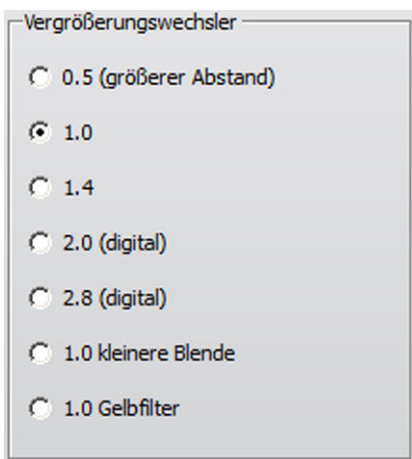 Vergrößerungswechsler
0.5 (größerer Abstand)
1.0
1.4
2.0 (digital)
2.8 (digital)
1.0 kleinere Blende
1.0 Gelbfilter